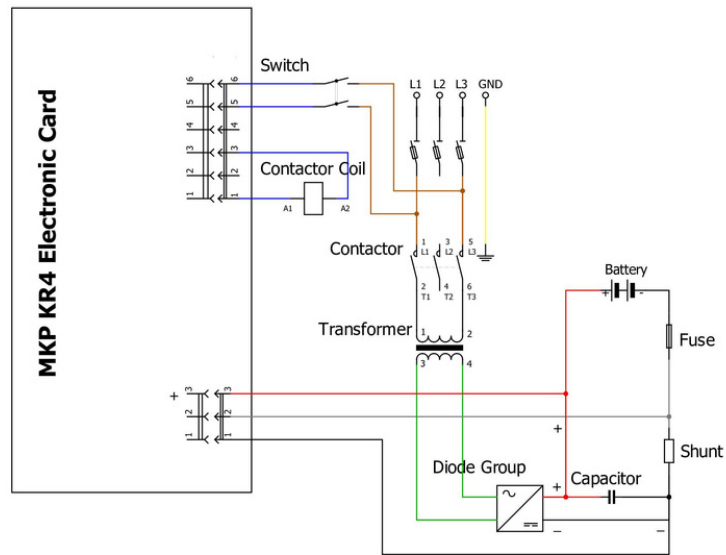 MKP KR4 Electronic Card
6
5
4
3
2
1
6
5
4
3
2
1
Switch
L1 L2 L3 GND
Contactor Coil
A1 A2
Contactor
1 3 5
L1 L2 L3
2 4 6
T1 T2 T3
Transformer
1 2
3 4
Battery
+ -
Fuse
+
3
2
1
3
2
1
+
Shunt
Diode Group
Capacitor
+
− −